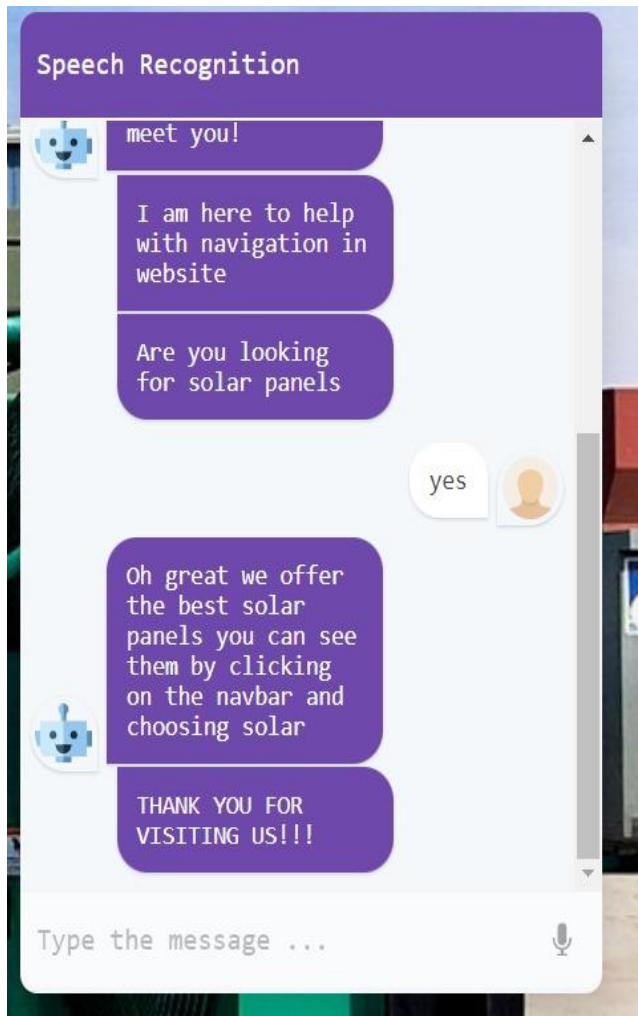 Speech Recognition
meet you!
I am here to help
with navigation in
website
Are you looking
for solar panels
yes
Oh great we offer
the best solar
panels you can see
them by clicking
on the navbar and
choosing solar
THANK YOU FOR
VISITING US!!!
Type the message ...